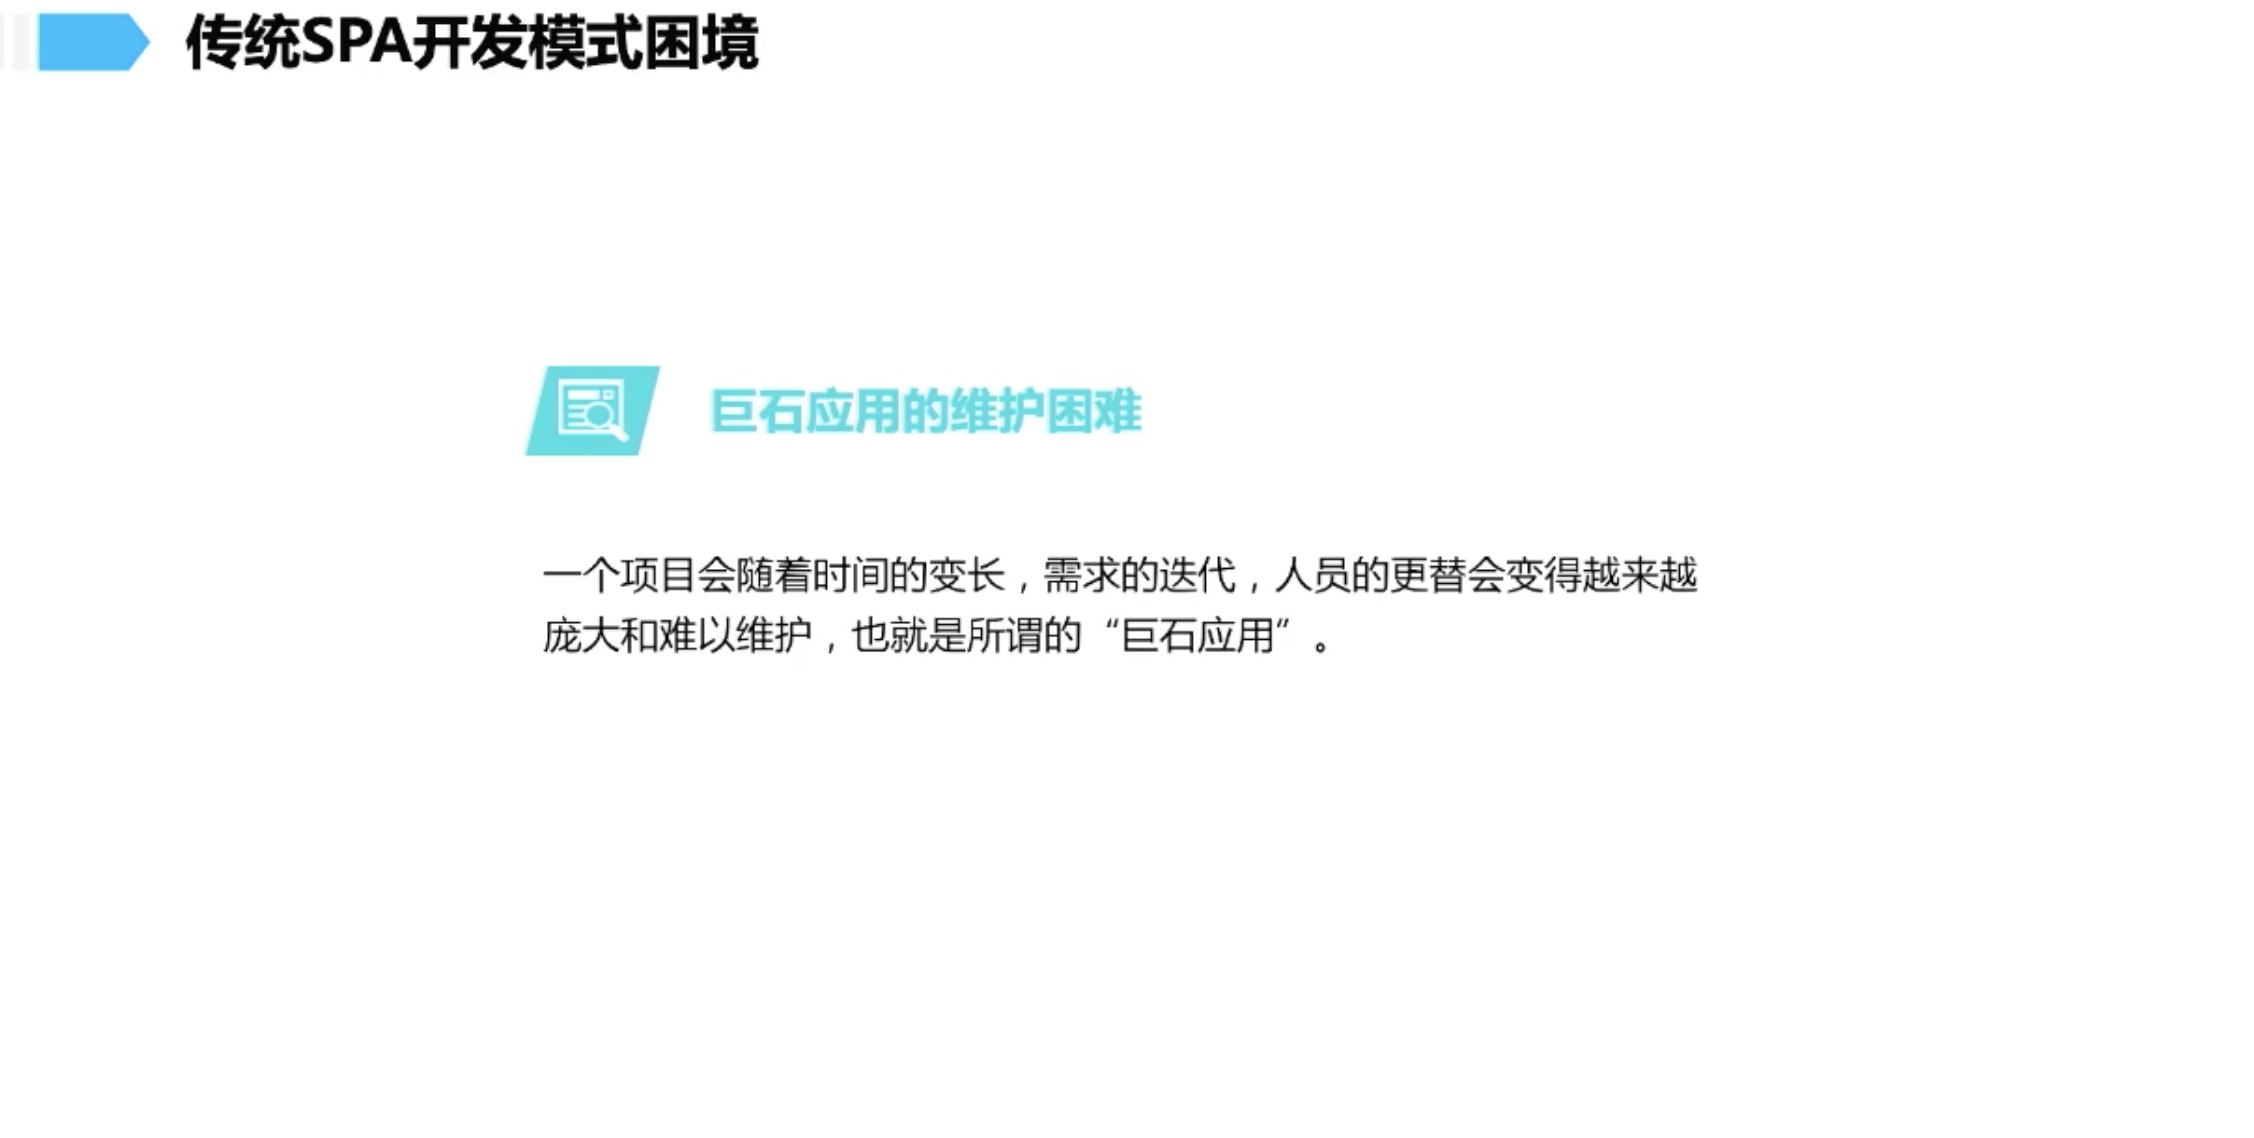 传统SPA开发模式困境
巨石应用的维护困难
一个项目会随着时间的变长，需求的迭代，人员的更替会变得越来越
庞大和难以维护，也就是所谓的“巨石应用”。